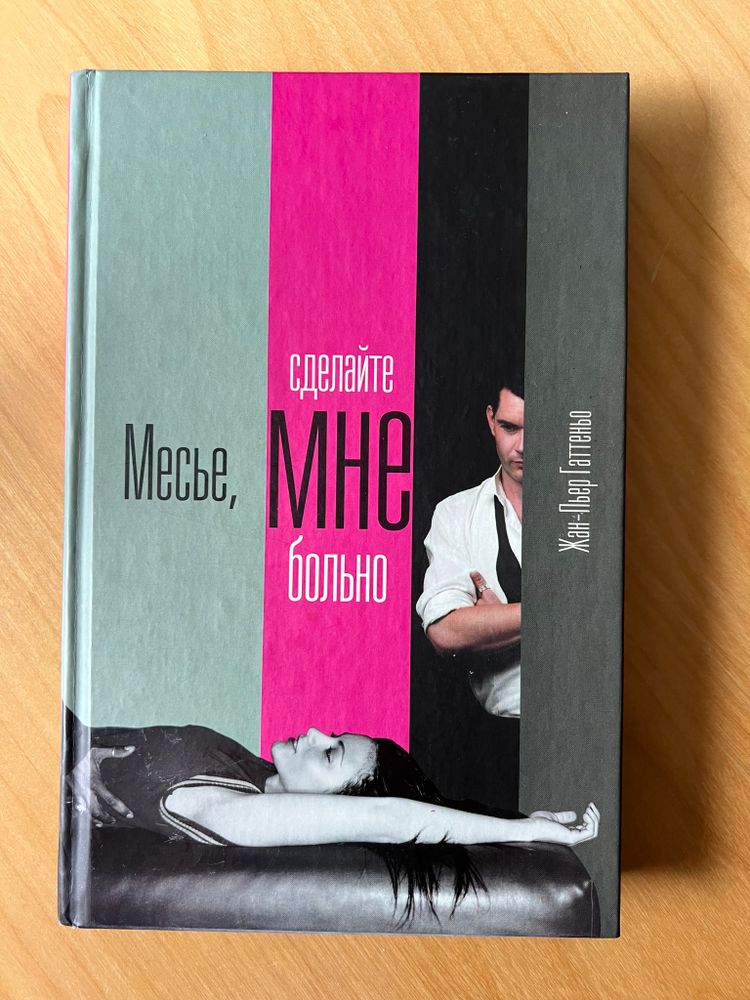 Месье,
сделайте
мне
больно
Жан-Пьер Гаттеньо